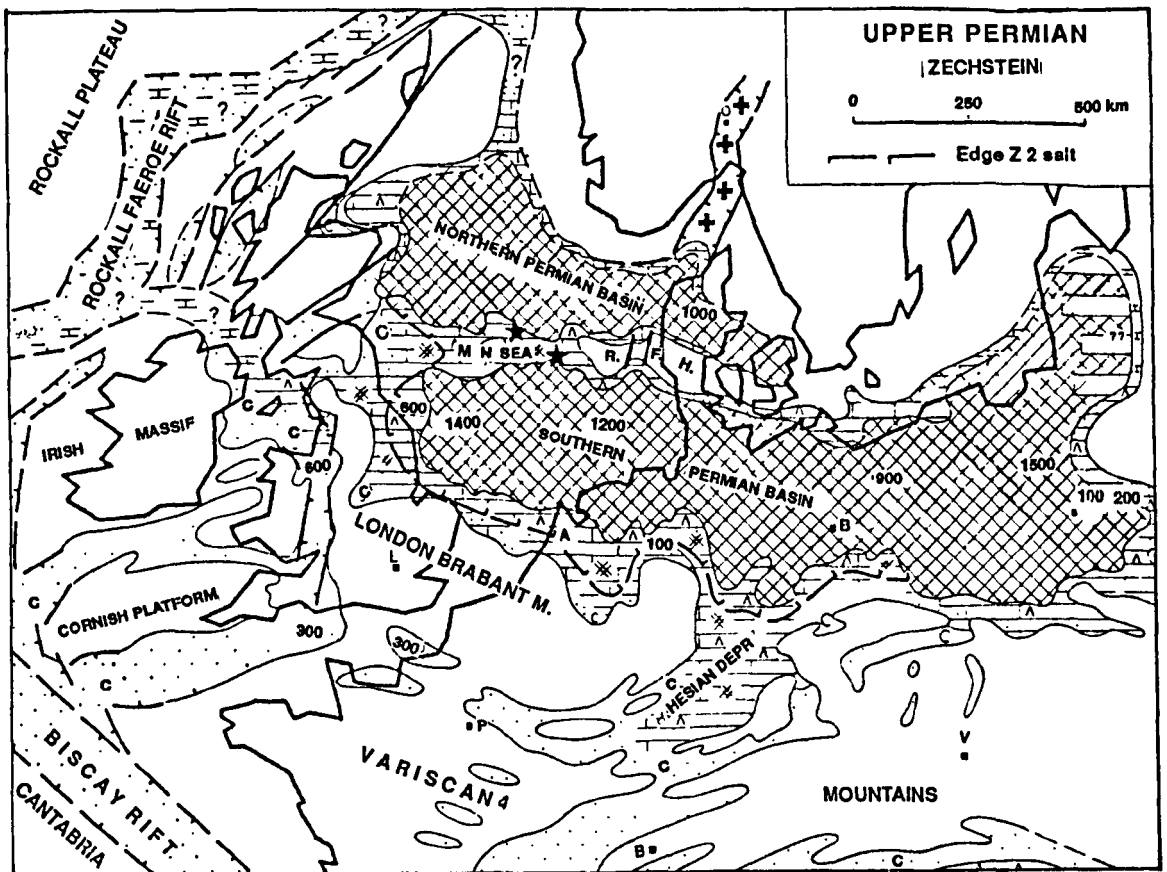 UPPER PERMIAN
ZECHSTEIN
0 250 500 km
Edge Z 2 salt
ROCKALL PLATEAU
ROCKALL FAEROE RIFT
?
?
?
?
?
O
NORTHERN PERMIAN BASIN
1000
C
M N SEA
R. F. H.
??
600
1400
1200
SOUTHERN
PERMIAN BASIN
900
1500
100 200
IRISH
MASSIF
C
C
600
C
LONDON BRABANT M.
L
A
100
B
C
CORNISH PLATFORM
300
300
C
C
C
C
HESIAN DEPR
C
P
V
BISCAY RIFT
CANTABRIA
VARISCAN
MOUNTAINS
C
B
C